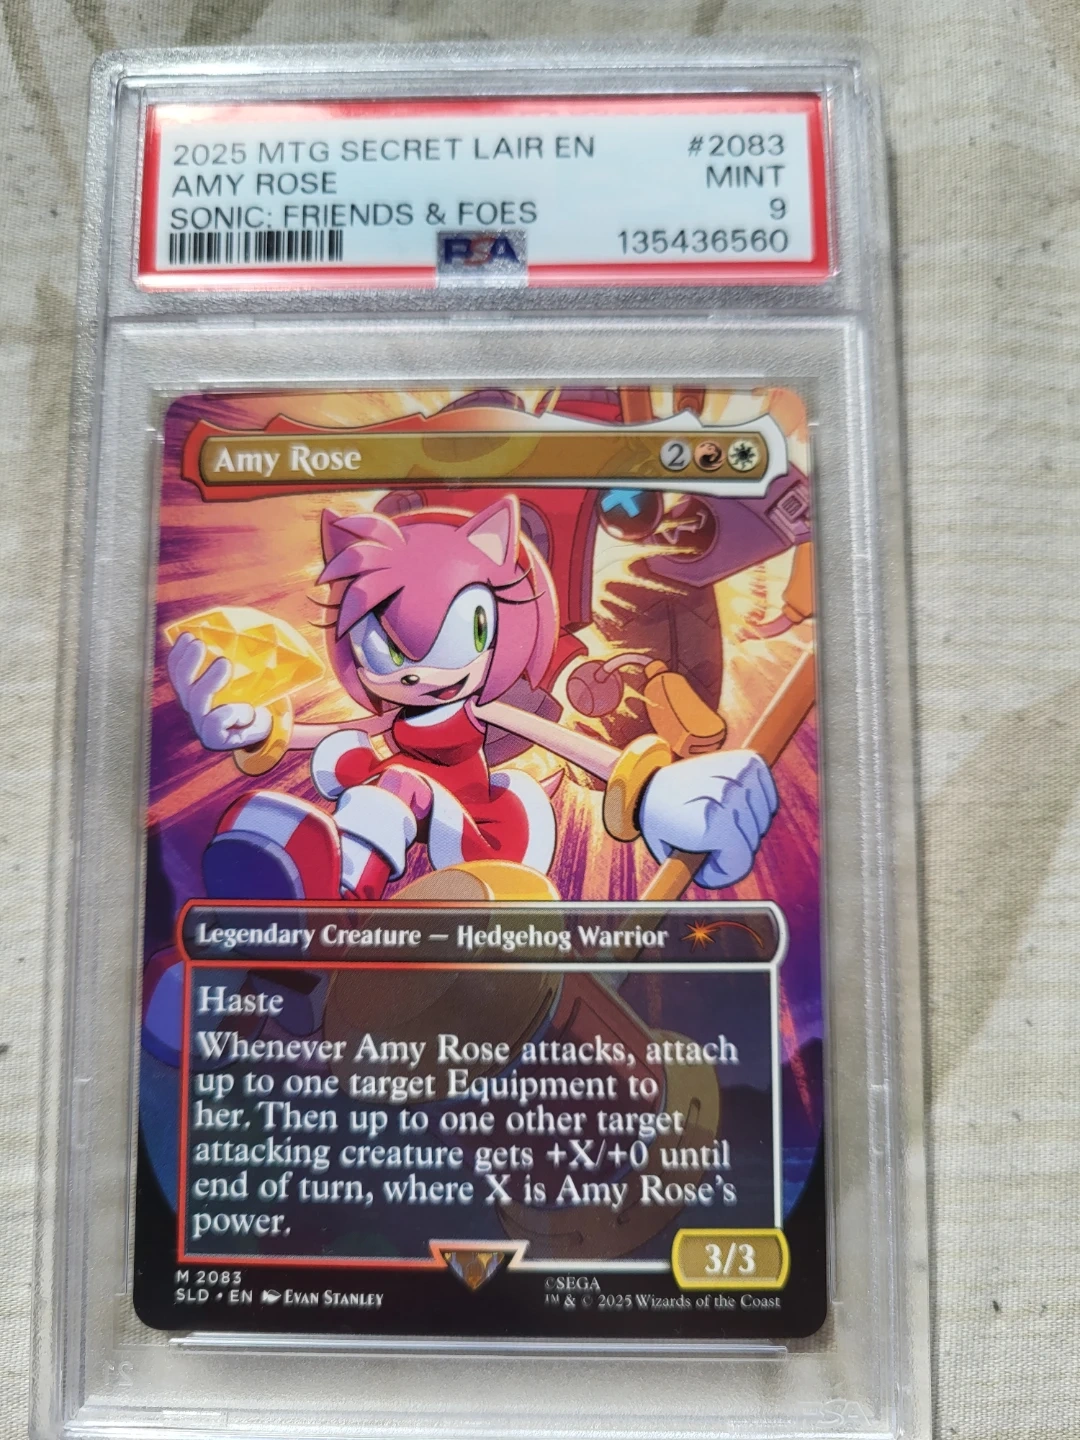 2025 MTG SECRET LAIR EN #2083
AMY ROSE MINT
SONIC: FRIENDS & FOES 9
PSA 135436560
Amy Rose 2
Legendary Creature — Hedgehog Warrior
Haste
Whenever Amy Rose attacks, attach
up to one target Equipment to
her. Then up to one other target
attacking creature gets +X/+0 until
end of turn, where X is Amy Rose's
power.
3/3
M 2083
SLD • EN EVAN STANLEY
©SEGA
™ & © 2025 Wizards of the Coast
PSA